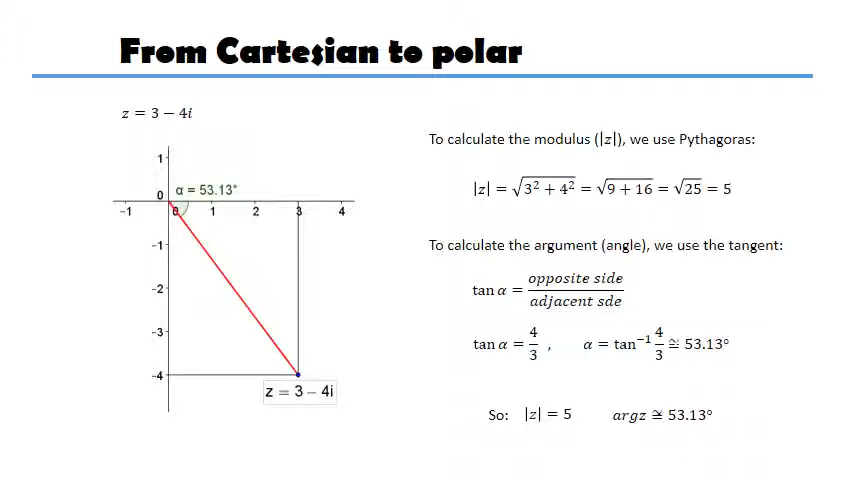 From Cartesian to polar
z = 3 − 4i
To calculate the modulus (|z|), we use Pythagoras:
|z| = √3² + 4² = √9 + 16 = √25 = 5
To calculate the argument (angle), we use the tangent:
tan α = opposite side / adjacent sde
tan α = 4/3 , α = tan⁻¹ 4/3 ≅ 53.13°
So: |z| = 5 argz ≅ 53.13°
1
0 α = 53.13°
−1 0 1 2 3 4
−1
−2
−3
−4
z = 3 − 4i